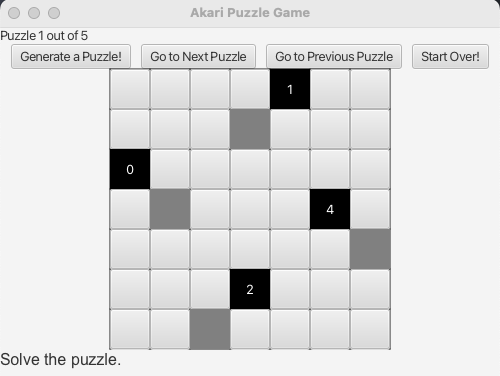 Akari Puzzle Game
Puzzle 1 out of 5
Generate a Puzzle! Go to Next Puzzle Go to Previous Puzzle Start Over!
1
0
4
2
Solve the puzzle.